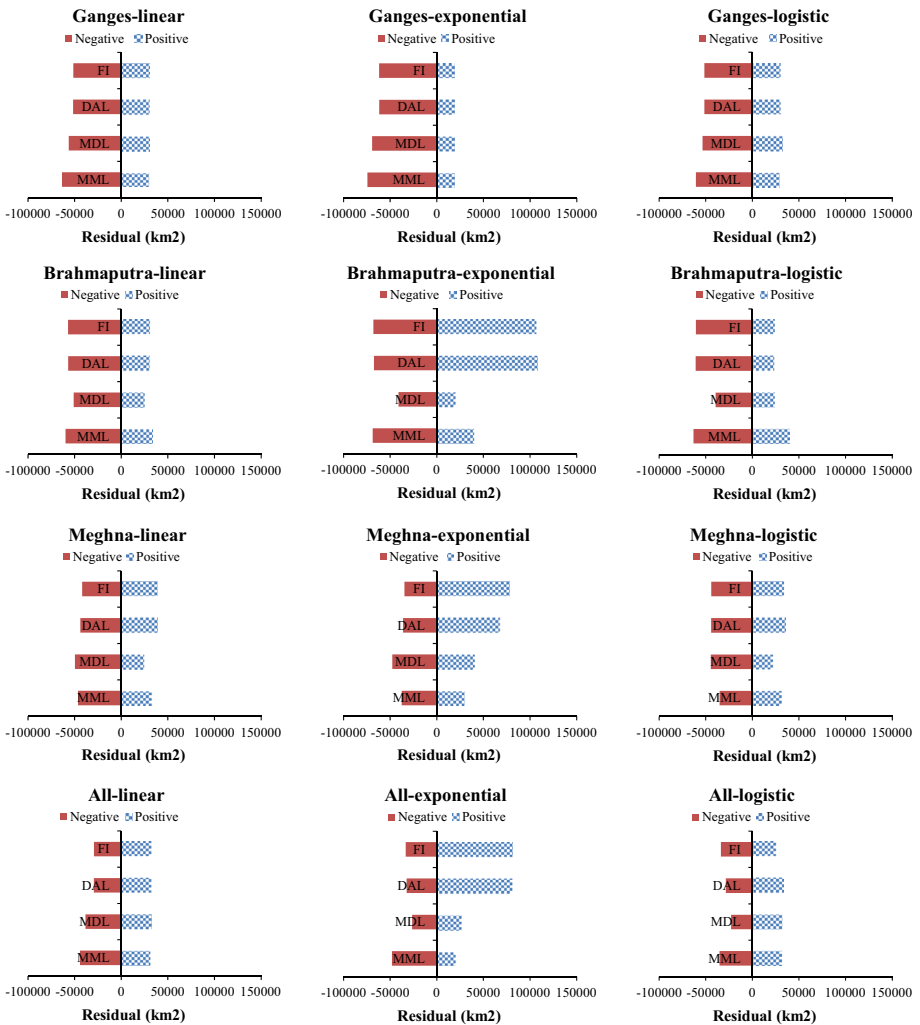 Ganges-linear
Negative Positive
FI
DAL
MDL
MML
-100000 -50000 0 50000 100000 150000
Residual (km2)
Ganges-exponential
Negative Positive
FI
DAL
MDL
MML
-100000 -50000 0 50000 100000 150000
Residual (km2)
Ganges-logistic
Negative Positive
FI
DAL
MDL
MML
-100000 -50000 0 50000 100000 150000
Residual (km2)
Brahmaputra-linear
Negative Positive
FI
DAL
MDL
MML
-100000 -50000 0 50000 100000 150000
Residual (km2)
Brahmaputra-exponential
Negative Positive
FI
DAL
MDL
MML
-100000 -50000 0 50000 100000 150000
Residual (km2)
Brahmaputra-logistic
Negative Positive
FI
DAL
MDL
MML
-100000 -50000 0 50000 100000 150000
Residual (km2)
Meghna-linear
Negative Positive
FI
DAL
MDL
MML
-100000 -50000 0 50000 100000 150000
Residual (km2)
Meghna-exponential
Negative Positive
FI
DAL
MDL
MML
-100000 -50000 0 50000 100000 150000
Residual (km2)
Meghna-logistic
Negative Positive
FI
DAL
MDL
MML
-100000 -50000 0 50000 100000 150000
Residual (km2)
All-linear
Negative Positive
FI
DAL
MDL
MML
-100000 -50000 0 50000 100000 150000
Residual (km2)
All-exponential
Negative Positive
FI
DAL
MDL
MML
-100000 -50000 0 50000 100000 150000
Residual (km2)
All-logistic
Negative Positive
FI
DAL
MDL
MML
-100000 -50000 0 50000 100000 150000
Residual (km2)